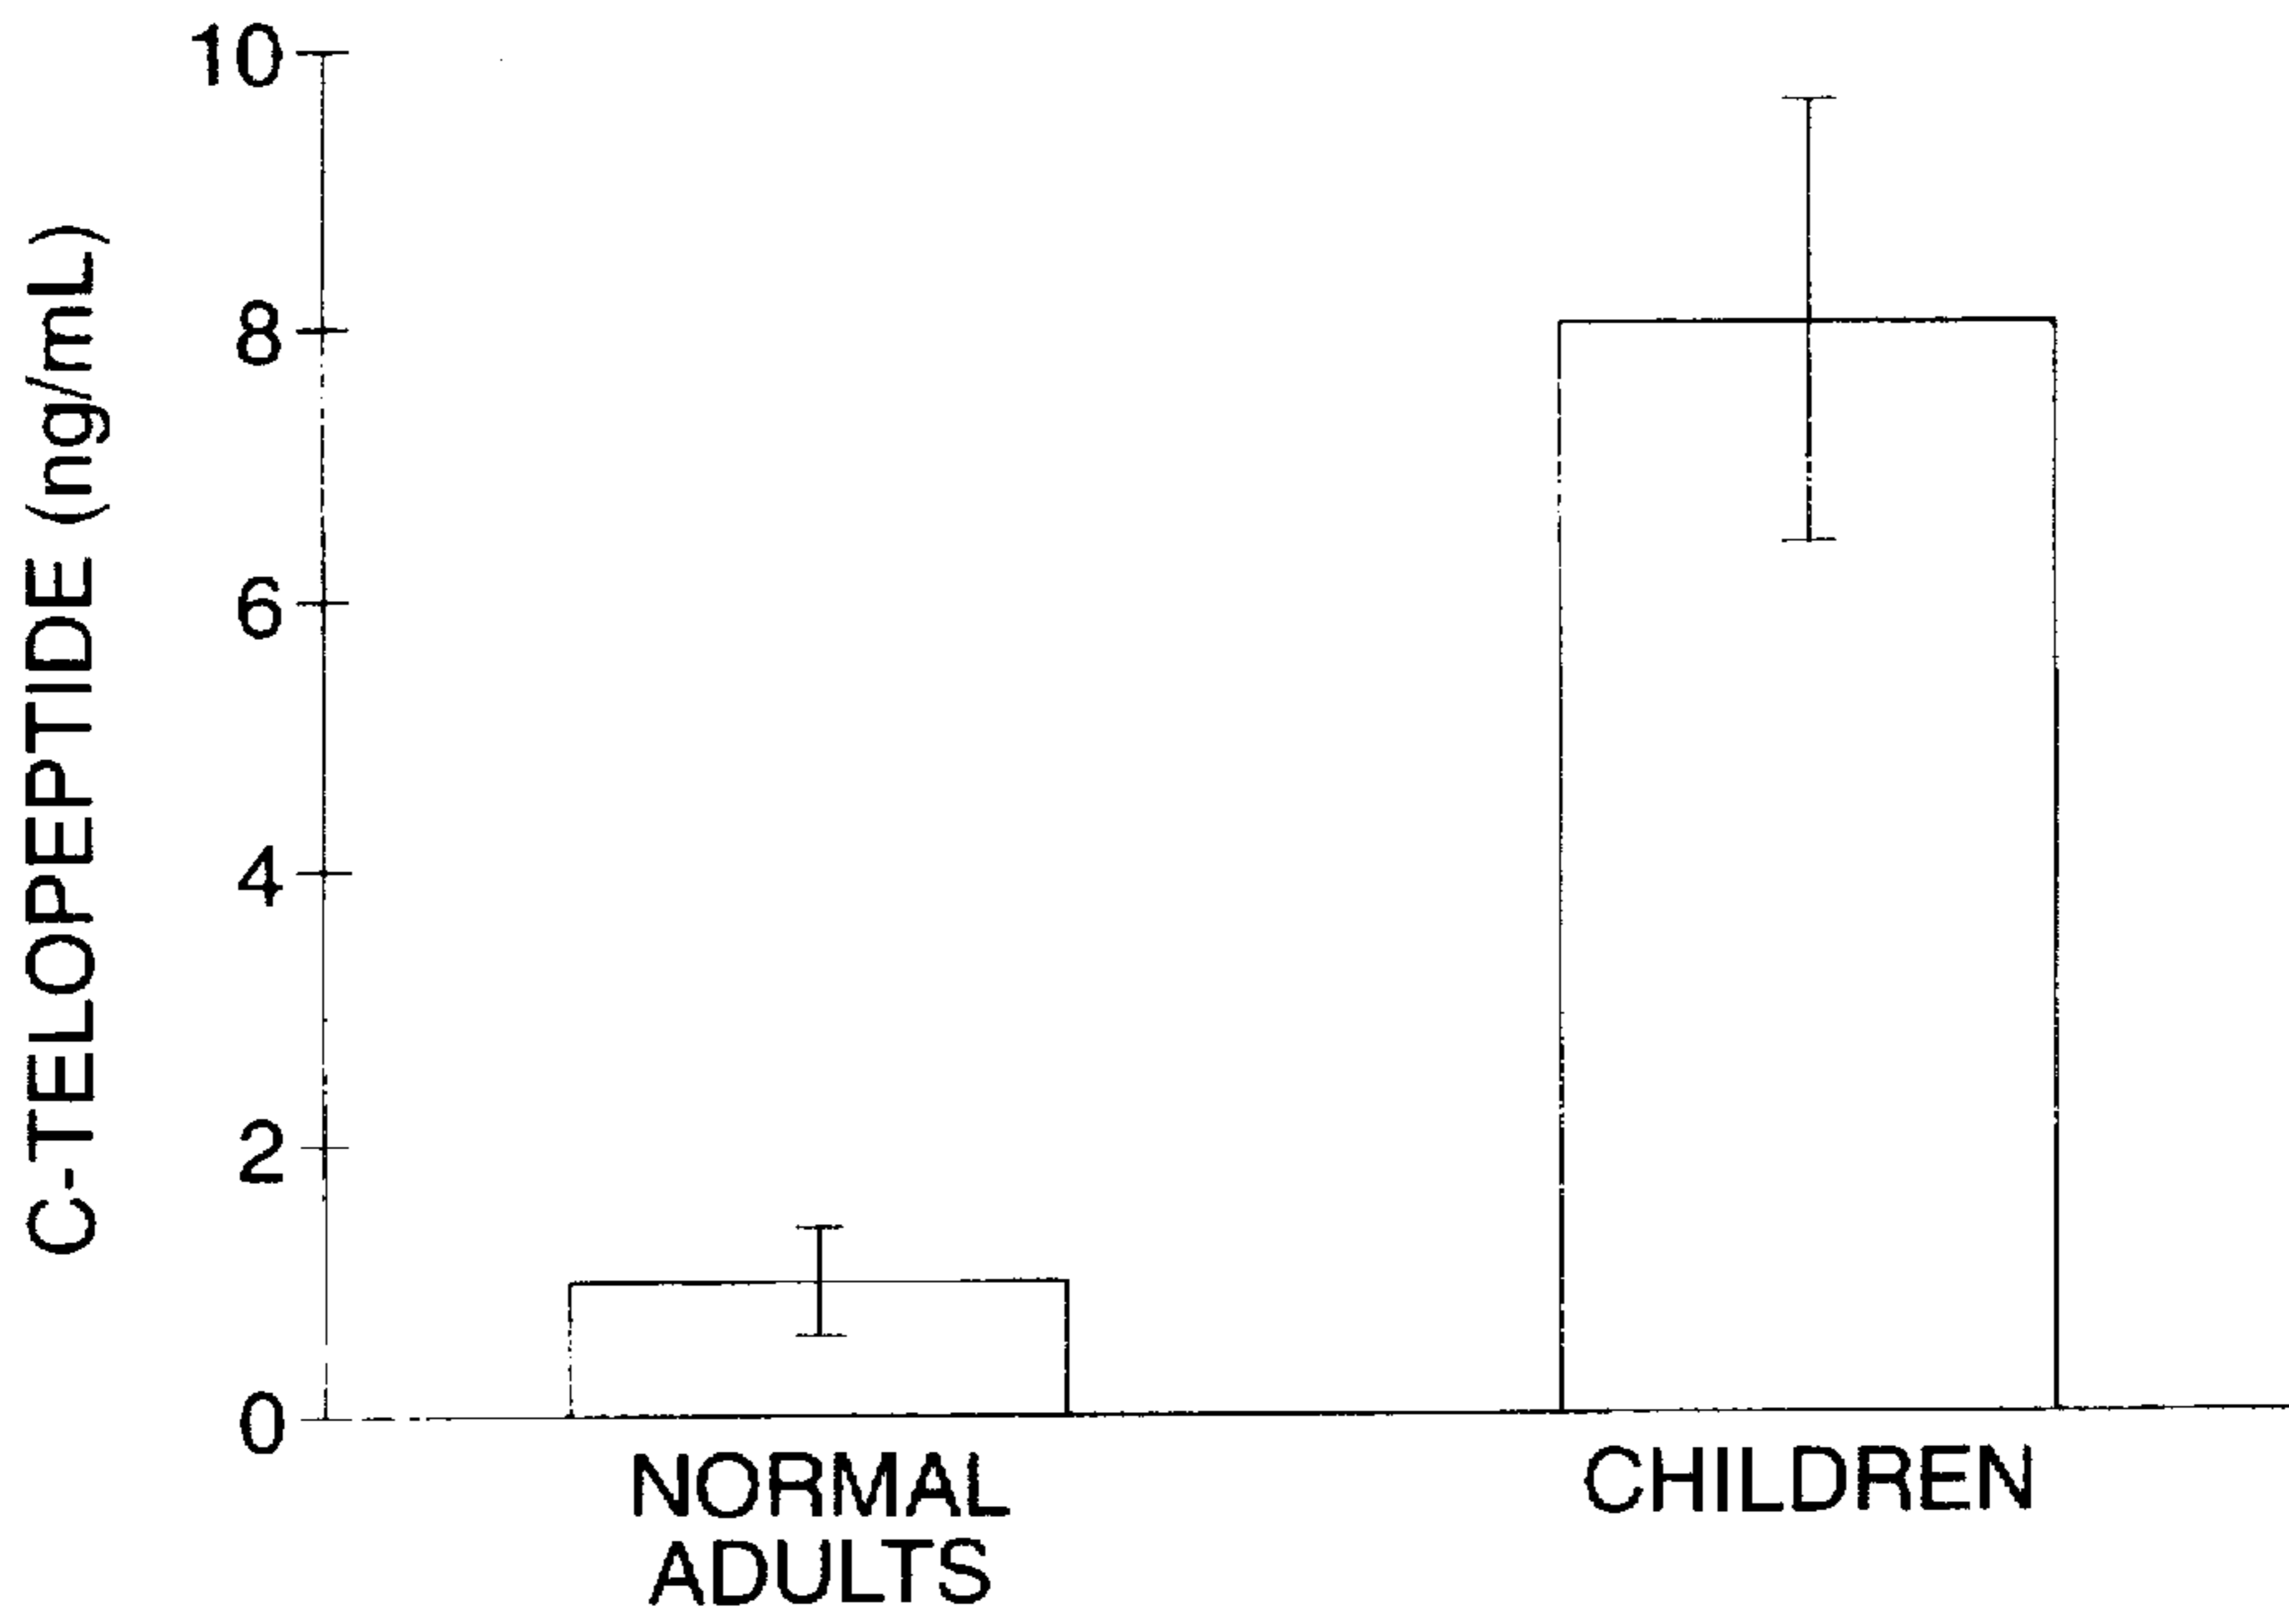 C-TELOPEPTIDE (ng/mL)
10
8
6
4
2
0
NORMAL
ADULTS
CHILDREN